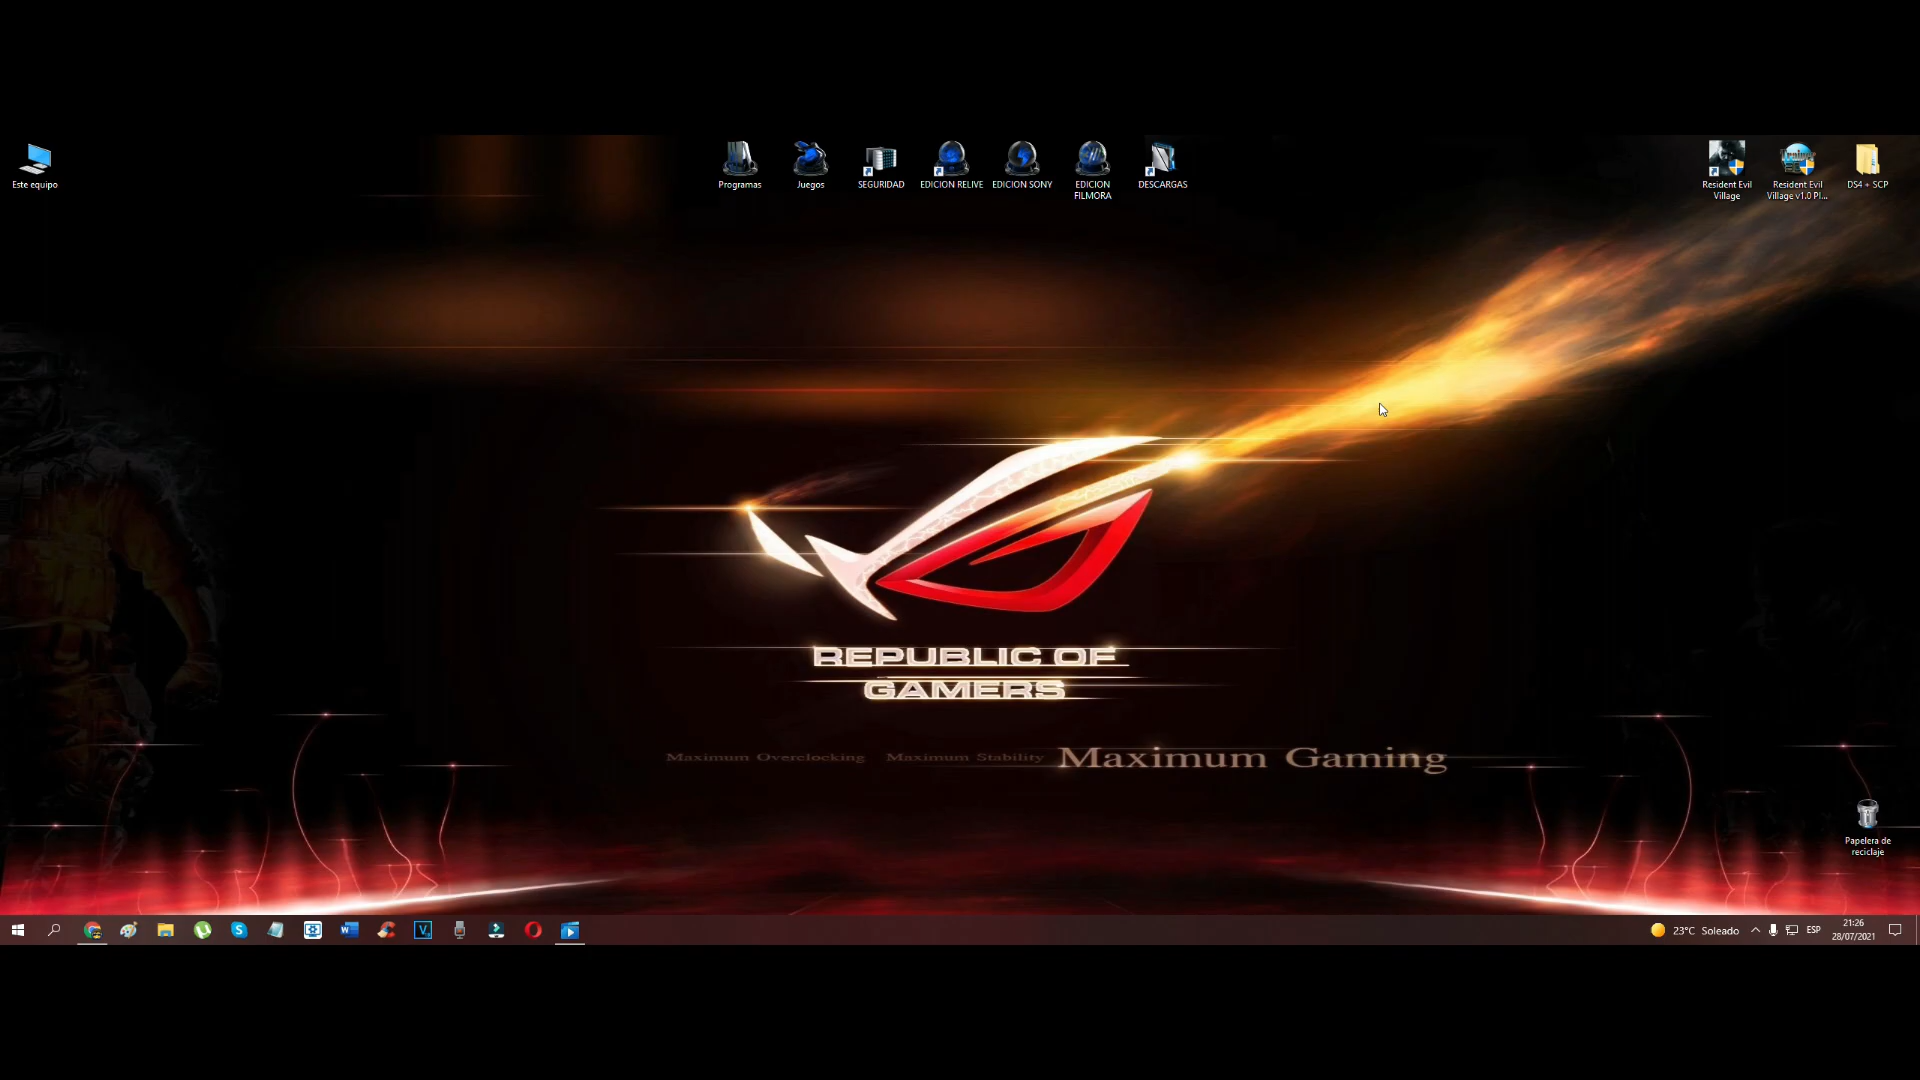 Este equipo
Programas
Juegos
SEGURIDAD
EDICION RELIVE
EDICION SONY
EDICION
FILMORA
DESCARGAS
Resident Evil
Village
Resident Evil
Village v1.0 Pl...
DS4 + SCP
REPUBLIC OF
GAMERS
Maximum Overclocking Maximum Stability Maximum Gaming
Papelera de
reciclaje
23°C Soleado
ESP
21:26
28/07/2021